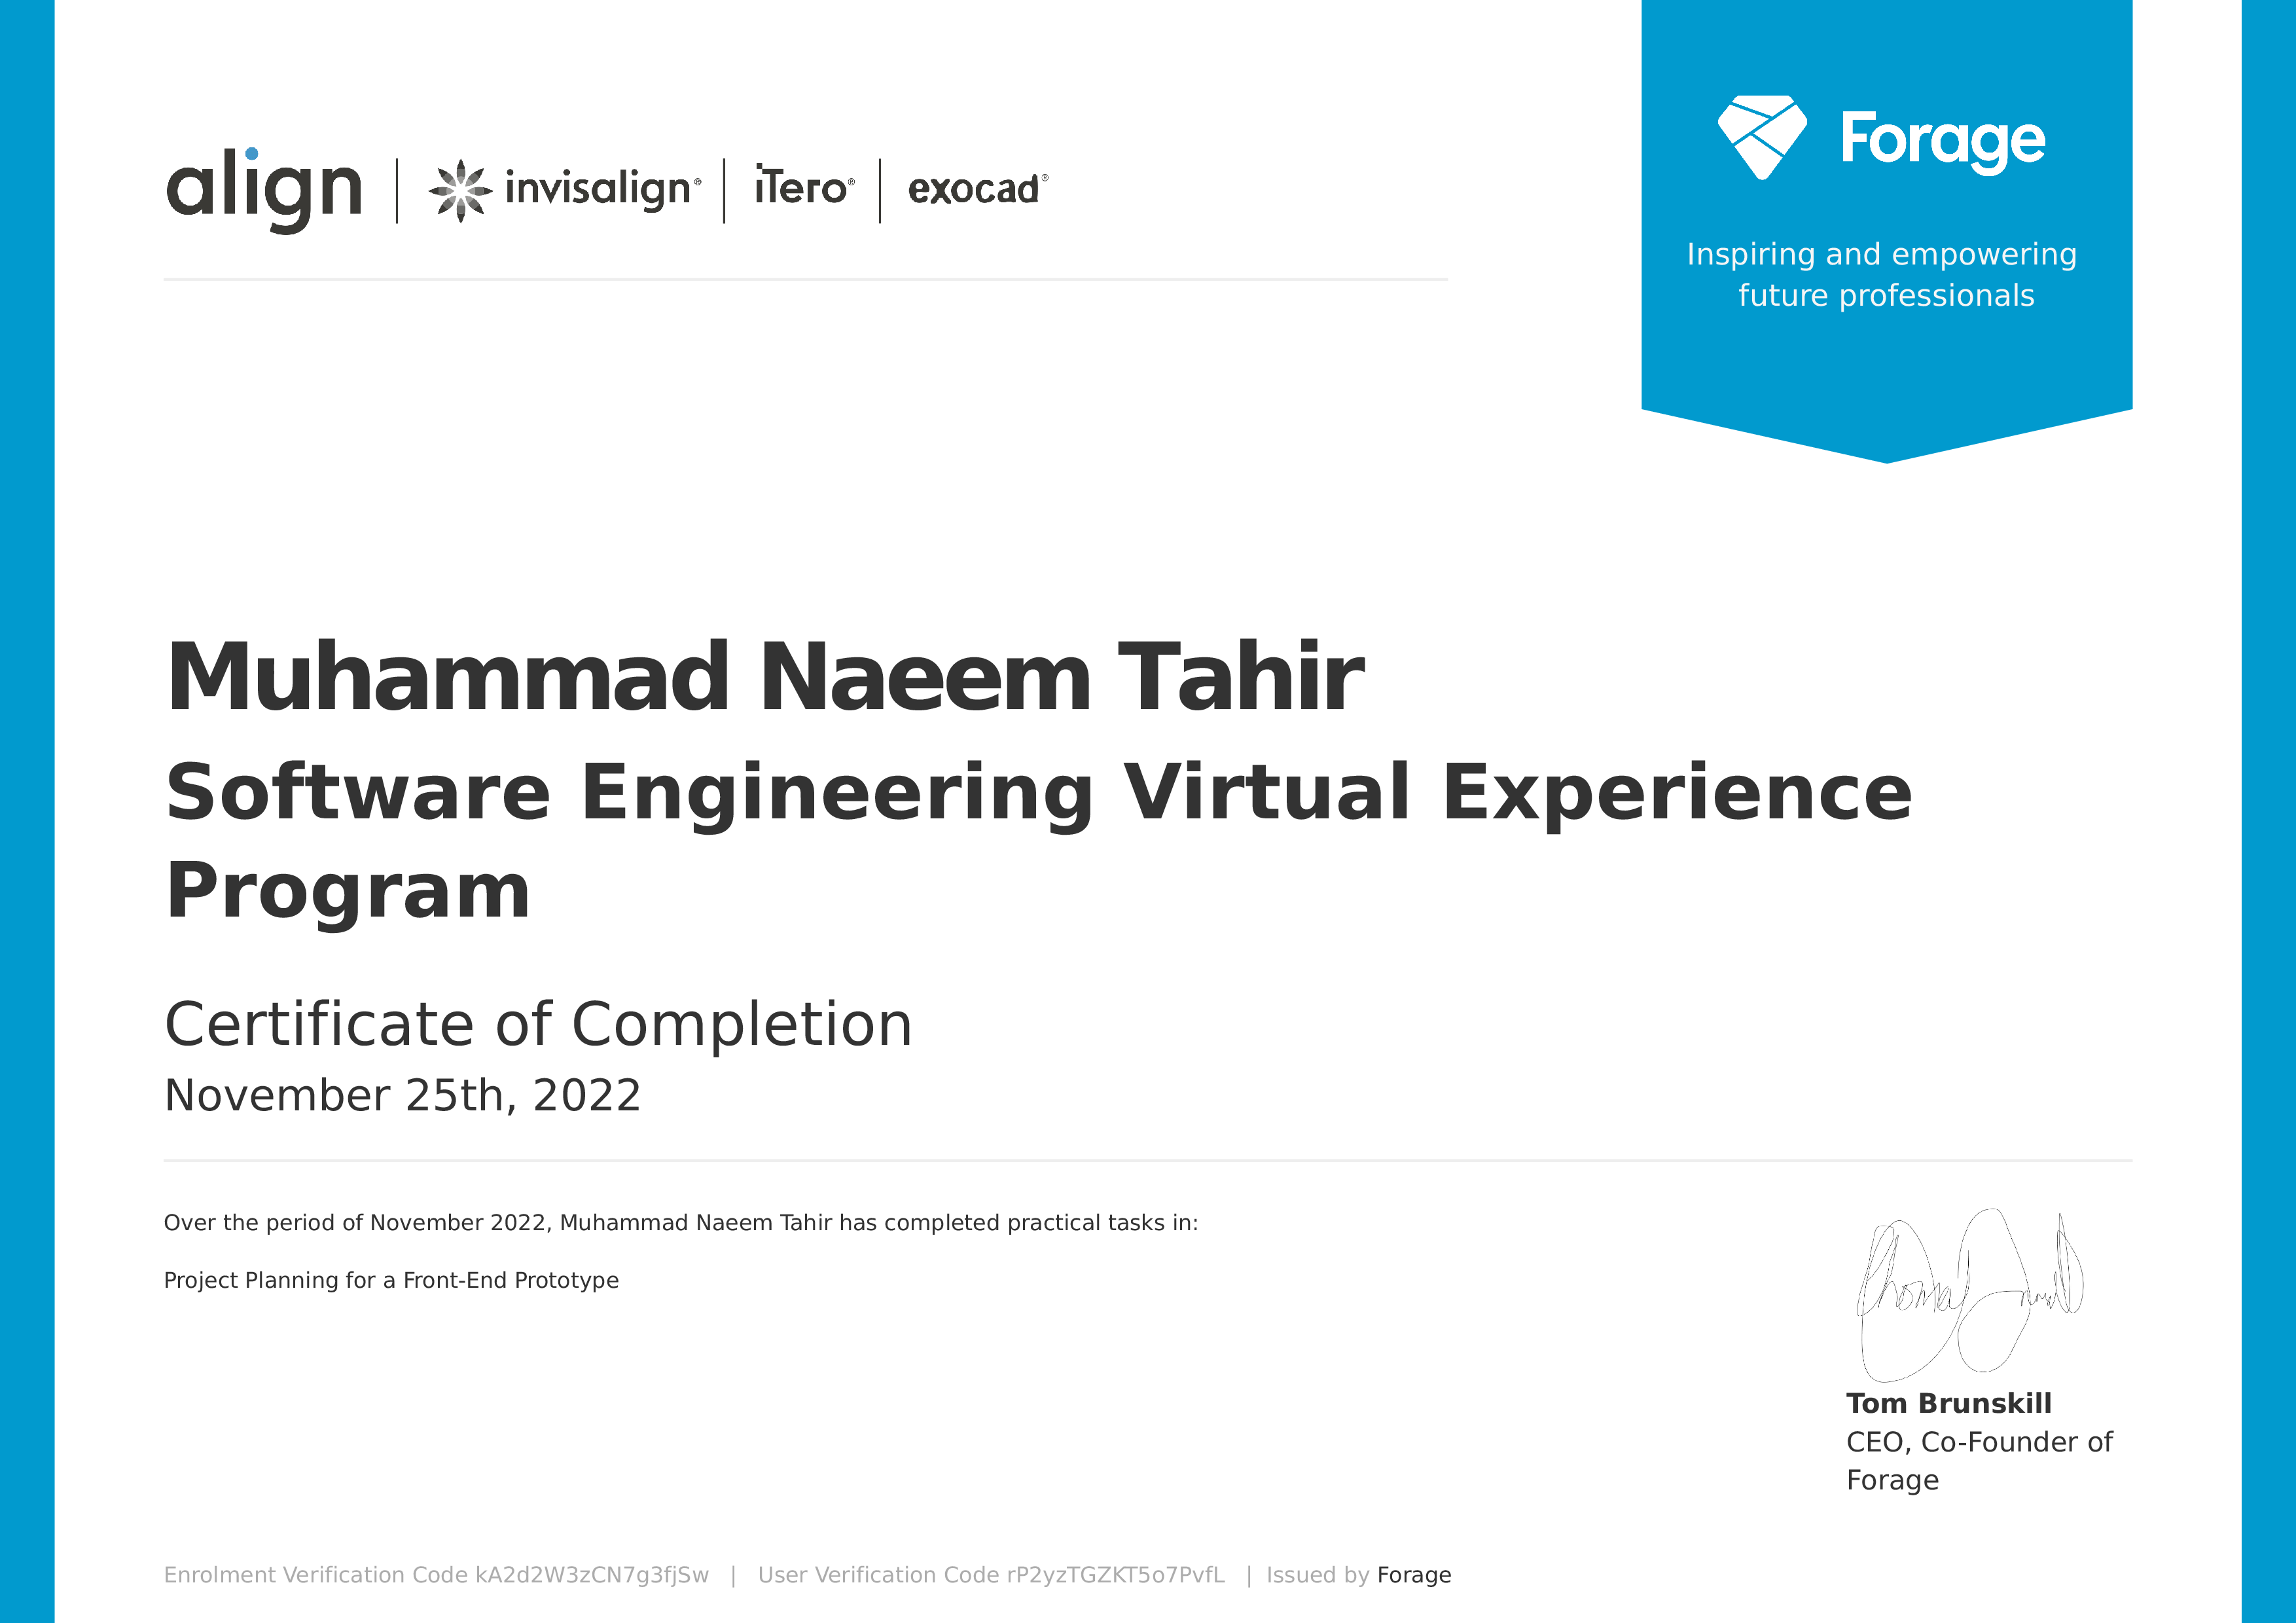 align | invisalign® | iTero® | exocad®
Forage
Inspiring and empowering
future professionals
Muhammad Naeem Tahir
Software Engineering Virtual Experience
Program
Certificate of Completion
November 25th, 2022
Over the period of November 2022, Muhammad Naeem Tahir has completed practical tasks in:
Project Planning for a Front-End Prototype
Tom Brunskill
CEO, Co-Founder of
Forage
Enrolment Verification Code kA2d2W3zCN7g3fjSw | User Verification Code rP2yzTGZKT5o7PvfL | Issued by Forage